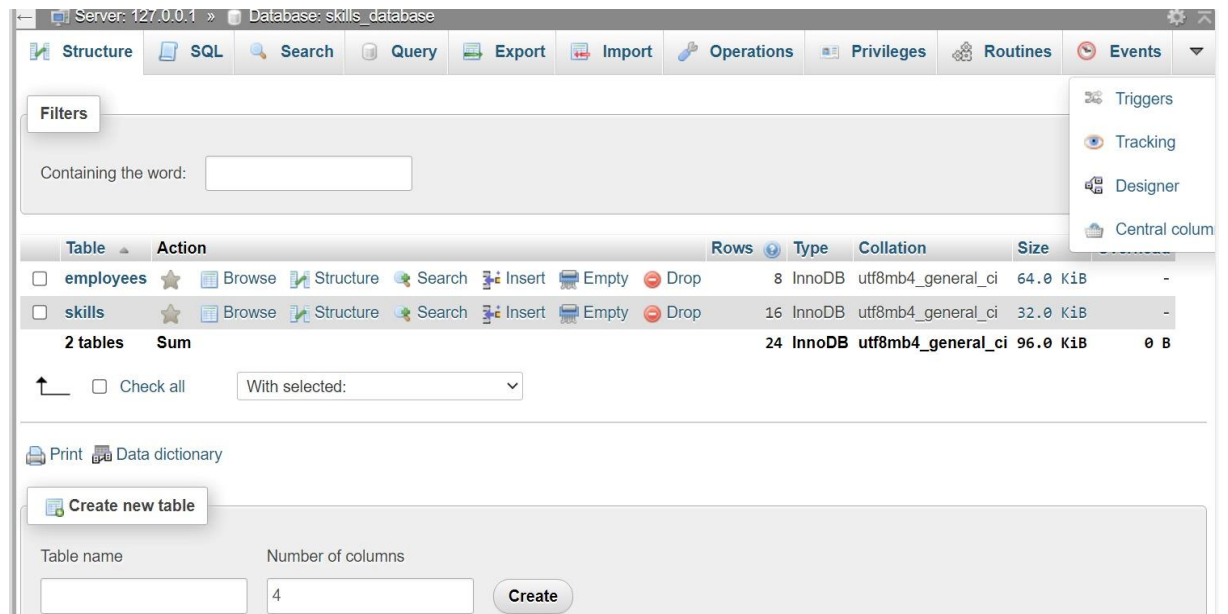 Server: 127.0.0.1 » Database: skills_database
Structure SQL Search Query Export Import Operations Privileges Routines Events
Triggers
Filters
Tracking
Containing the word:
Designer
Central colum
Table Action Rows Type Collation Size Overhead
employees Browse Structure Search Insert Empty Drop 8 InnoDB utf8mb4_general_ci 64.0 KiB -
skills Browse Structure Search Insert Empty Drop 16 InnoDB utf8mb4_general_ci 32.0 KiB -
2 tables Sum 24 InnoDB utf8mb4_general_ci 96.0 KiB 0 B
Check all With selected:
Print Data dictionary
Create new table
Table name Number of columns
4 Create